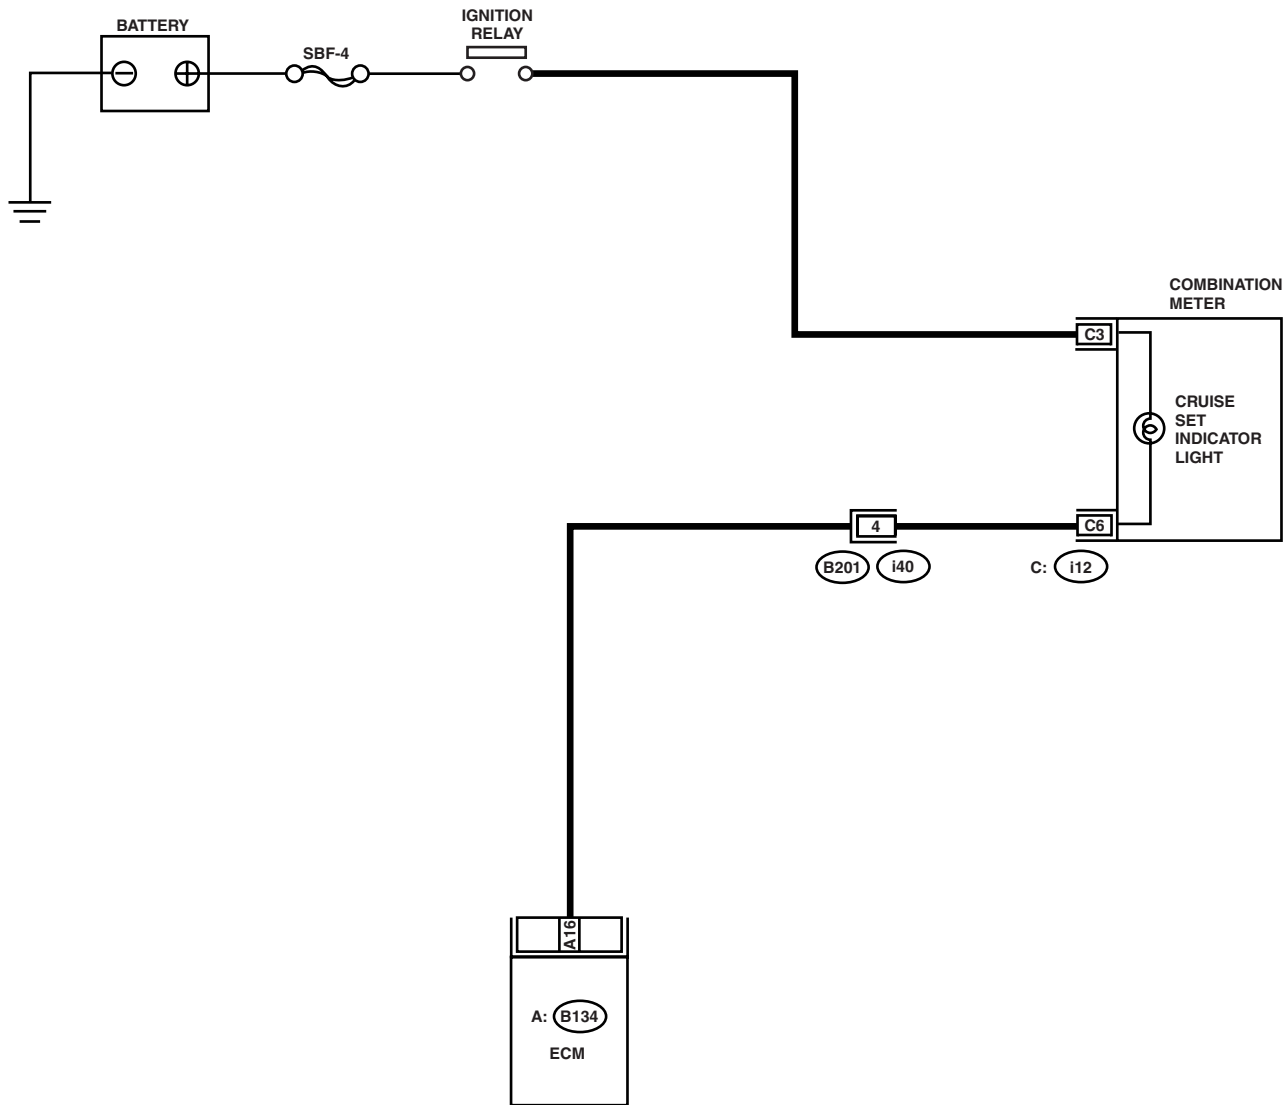 BATTERY
SBF-4
IGNITION
RELAY
COMBINATION
METER
C3
CRUISE
SET
INDICATOR
LIGHT
4
C6
B201
i40
C: i12
A16
A: B134
ECM